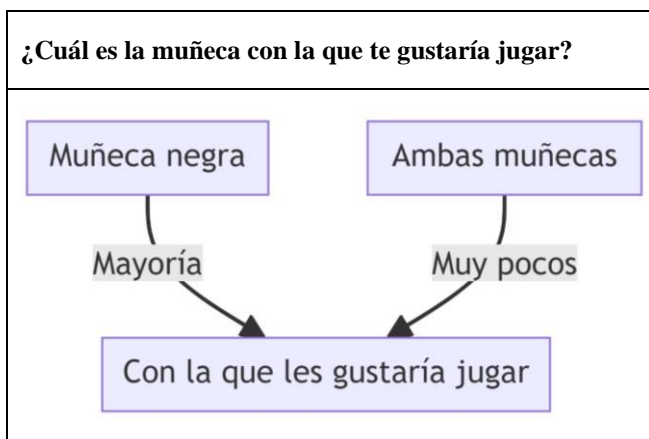 ¿Cuál es la muñeca con la que te gustaría jugar?
Muñeca negra
Ambas muñecas
Mayoría
Muy pocos
Con la que les gustaría jugar